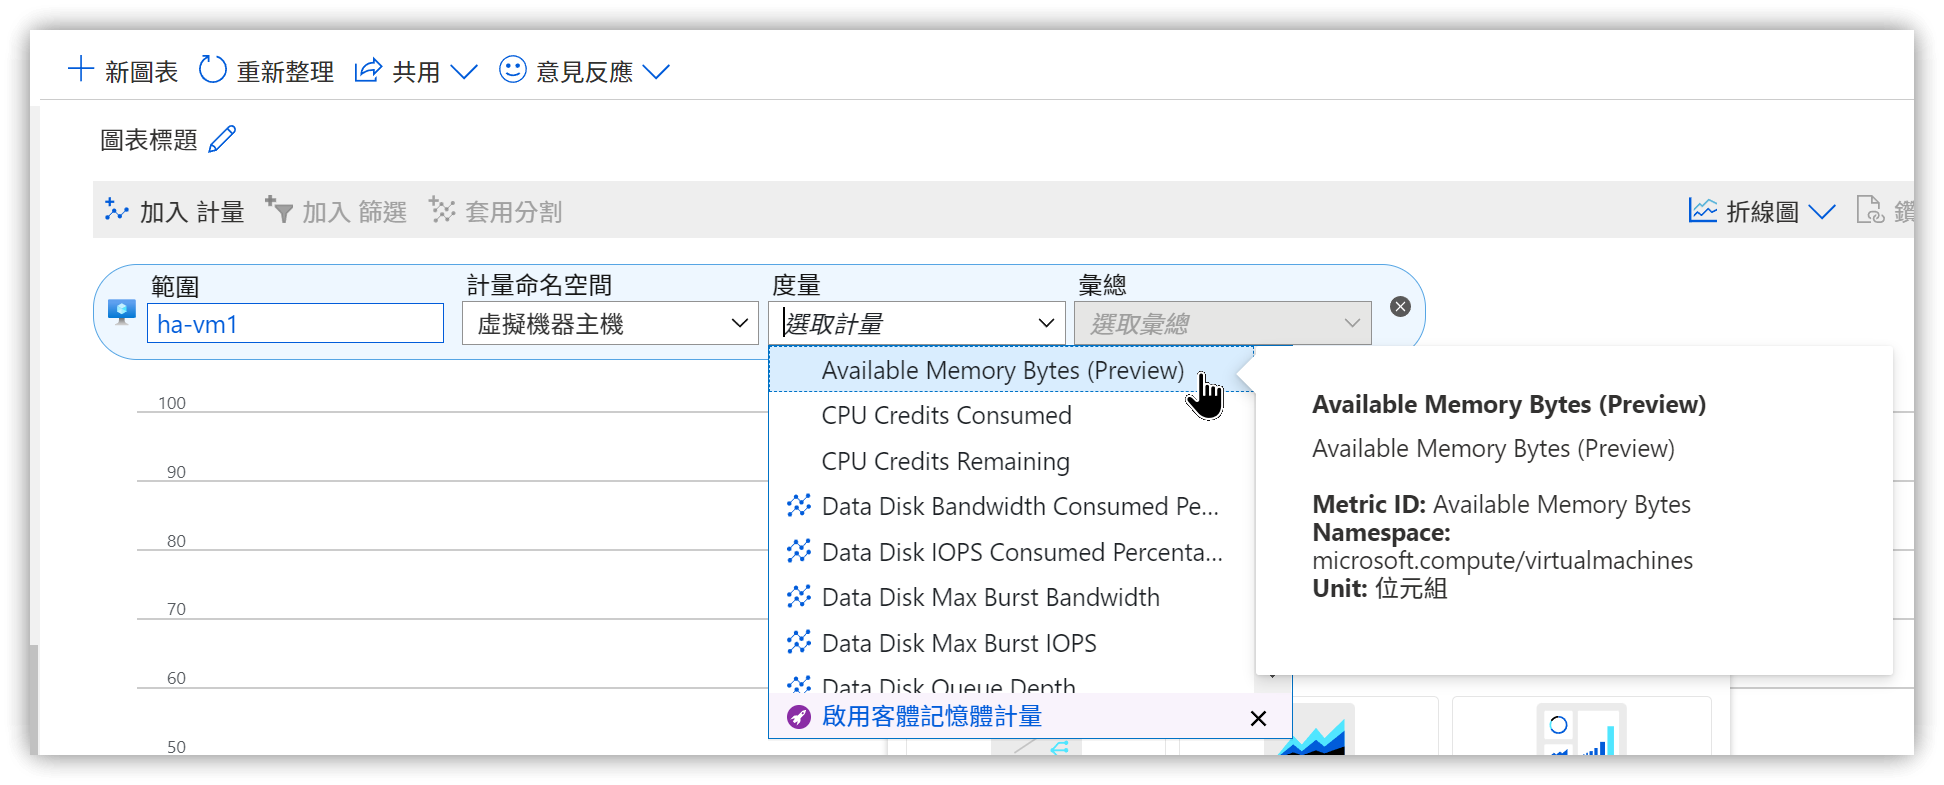 新圖表 重新整理 共用 意見反應
圖表標題
加入 計量 加入 篩選 套用分割 折線圖
範圍 計量命名空間 度量 彙總
ha-vm1 虛擬機器主機 選取計量 選取彙總
Available Memory Bytes (Preview)
CPU Credits Consumed
CPU Credits Remaining
Data Disk Bandwidth Consumed Pe...
Data Disk IOPS Consumed Percenta...
Data Disk Max Burst Bandwidth
Data Disk Max Burst IOPS
Data Disk Queue Depth
啟用客體記憶體計量
Available Memory Bytes (Preview)
Available Memory Bytes (Preview)
Metric ID: Available Memory Bytes
Namespace:
microsoft.compute/virtualmachines
Unit: 位元組
100
90
80
70
60
50